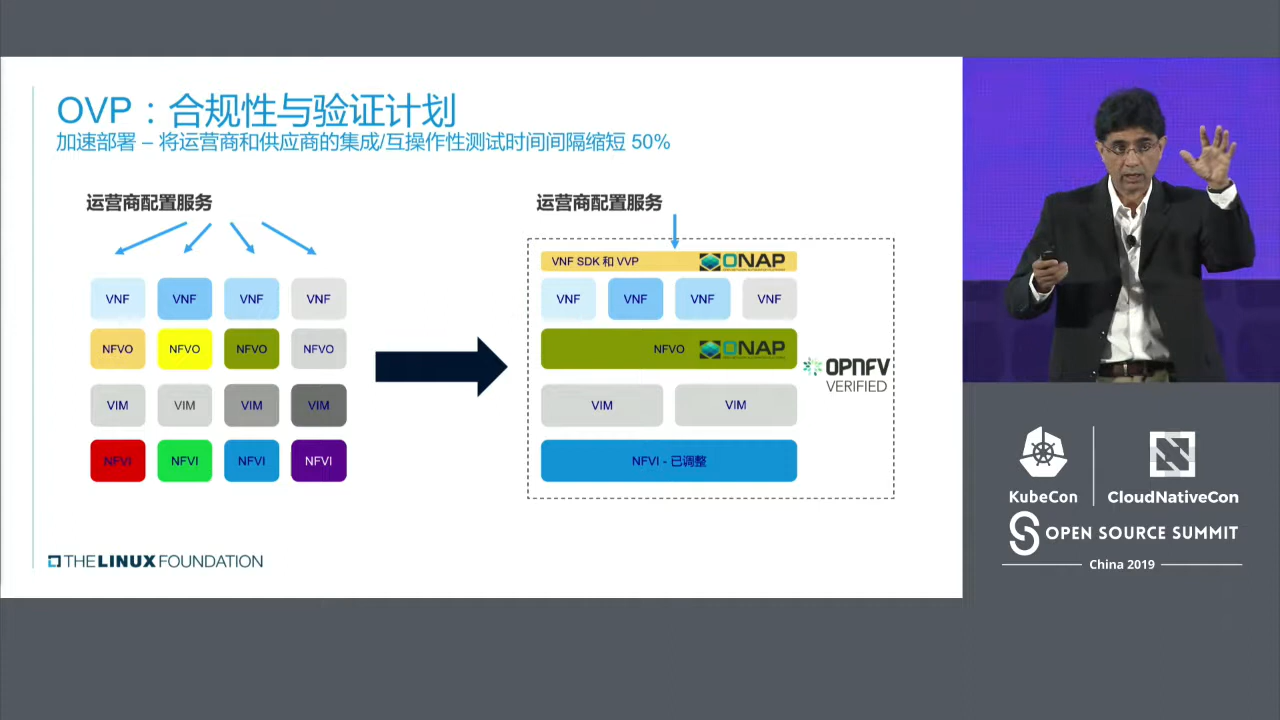 OVP：合规性与验证计划
加速部署 – 将运营商和供应商的集成/互操作性测试时间间隔缩短 50%
运营商配置服务
VNF VNF VNF VNF
NFVO NFVO NFVO NFVO
VIM VIM VIM VIM
NFVI NFVI NFVI NFVI
运营商配置服务
VNF SDK 和 VVP ONAP
VNF VNF VNF VNF
NFVO ONAP
VIM VIM
NFVI - 已调整
OPNFV
VERIFIED
THE LINUX FOUNDATION
KubeCon CloudNativeCon
OPEN SOURCE SUMMIT
China 2019